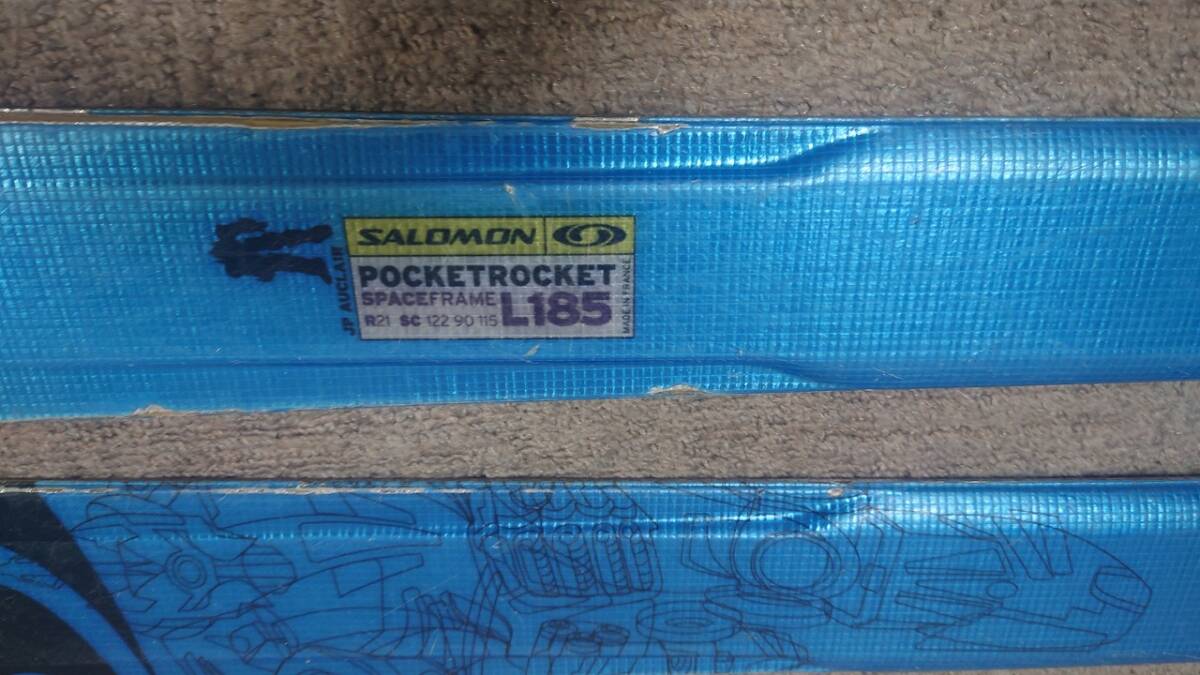 JP AUCLAIR
SALOMON
POCKETROCKET
SPACEFRAME L185
R21 SC 122 90 115
MADE IN FRANCE